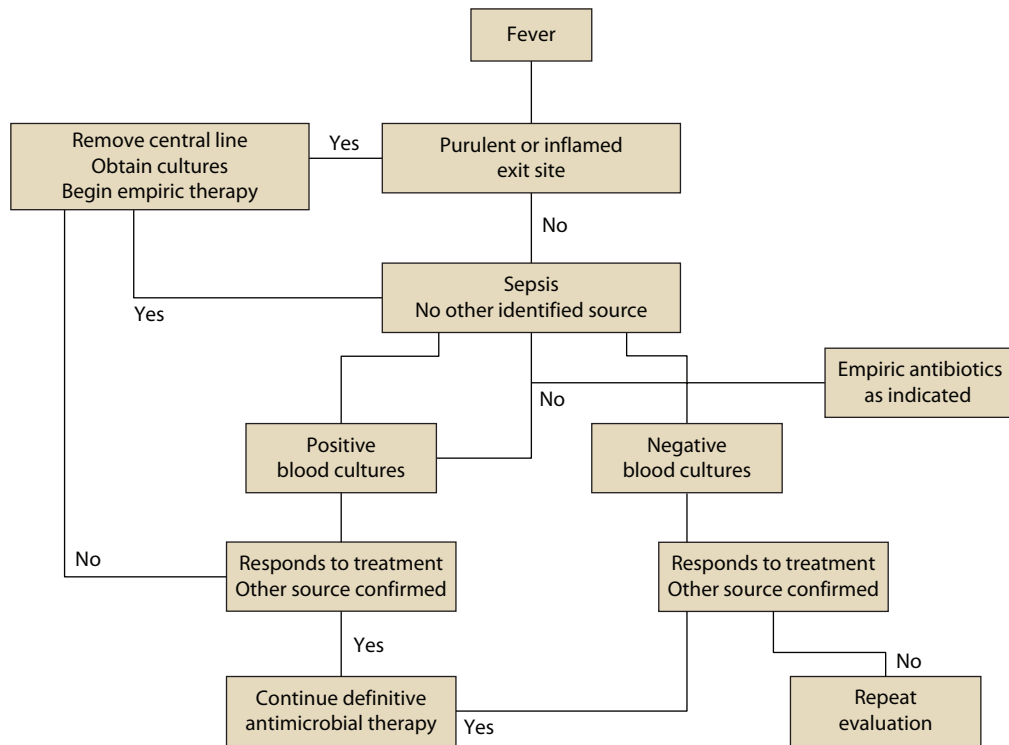 Fever
Remove central line
Obtain cultures
Begin empiric therapy
Yes
Purulent or inflamed
exit site
No
Sepsis
No other identified source
Yes
Empiric antibiotics
as indicated
No
Positive
blood cultures
Negative
blood cultures
No
Responds to treatment
Other source confirmed
Responds to treatment
Other source confirmed
Yes
No
Continue definitive
antimicrobial therapy
Yes
Repeat
evaluation